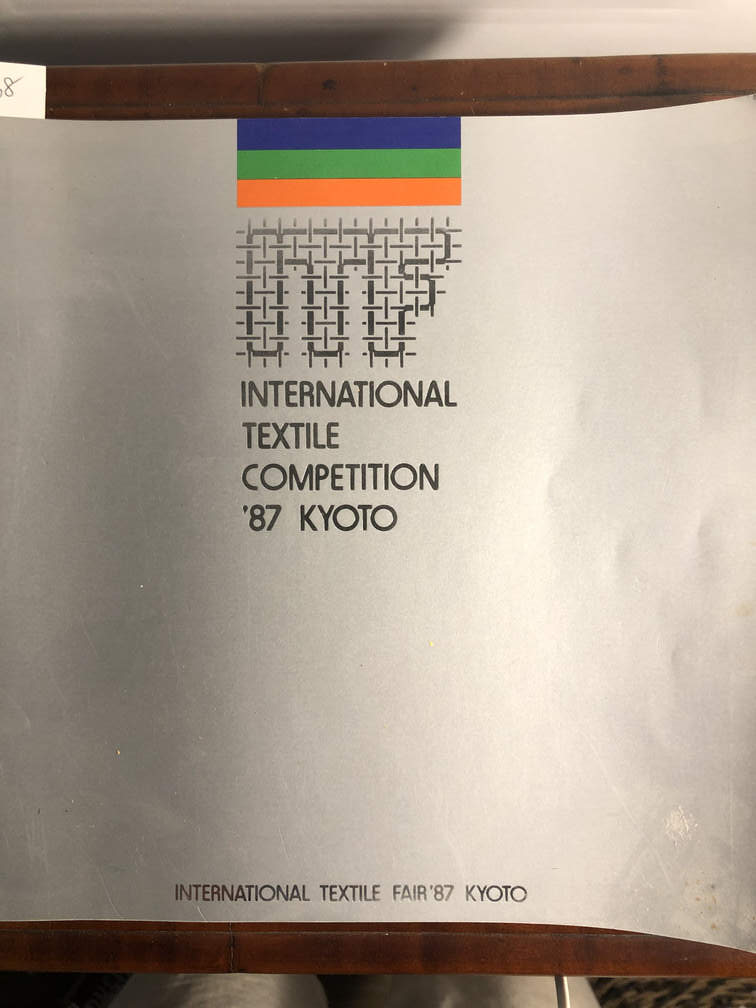 INTERNATIONAL
TEXTILE
COMPETITION
'87 KYOTO
INTERNATIONAL TEXTILE FAIR '87 KYOTO